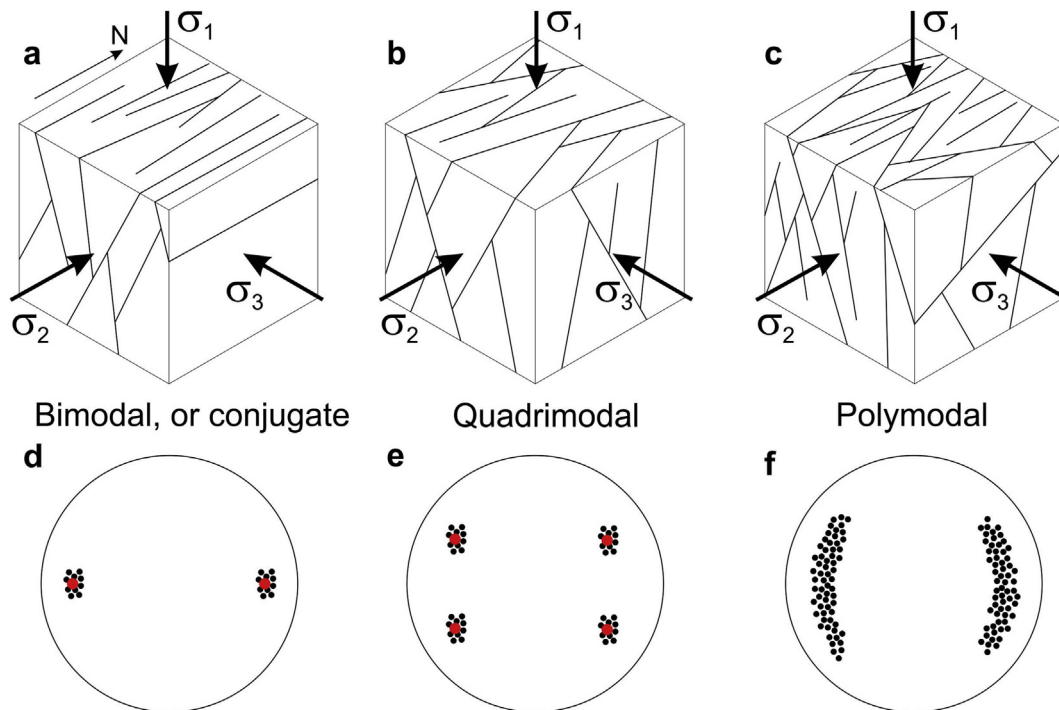 a
N
σ1
b
σ1
c
σ1
σ2
σ3
σ2
σ3
σ2
σ3
Bimodal, or conjugate
Quadrimodal
Polymodal
d
e
f